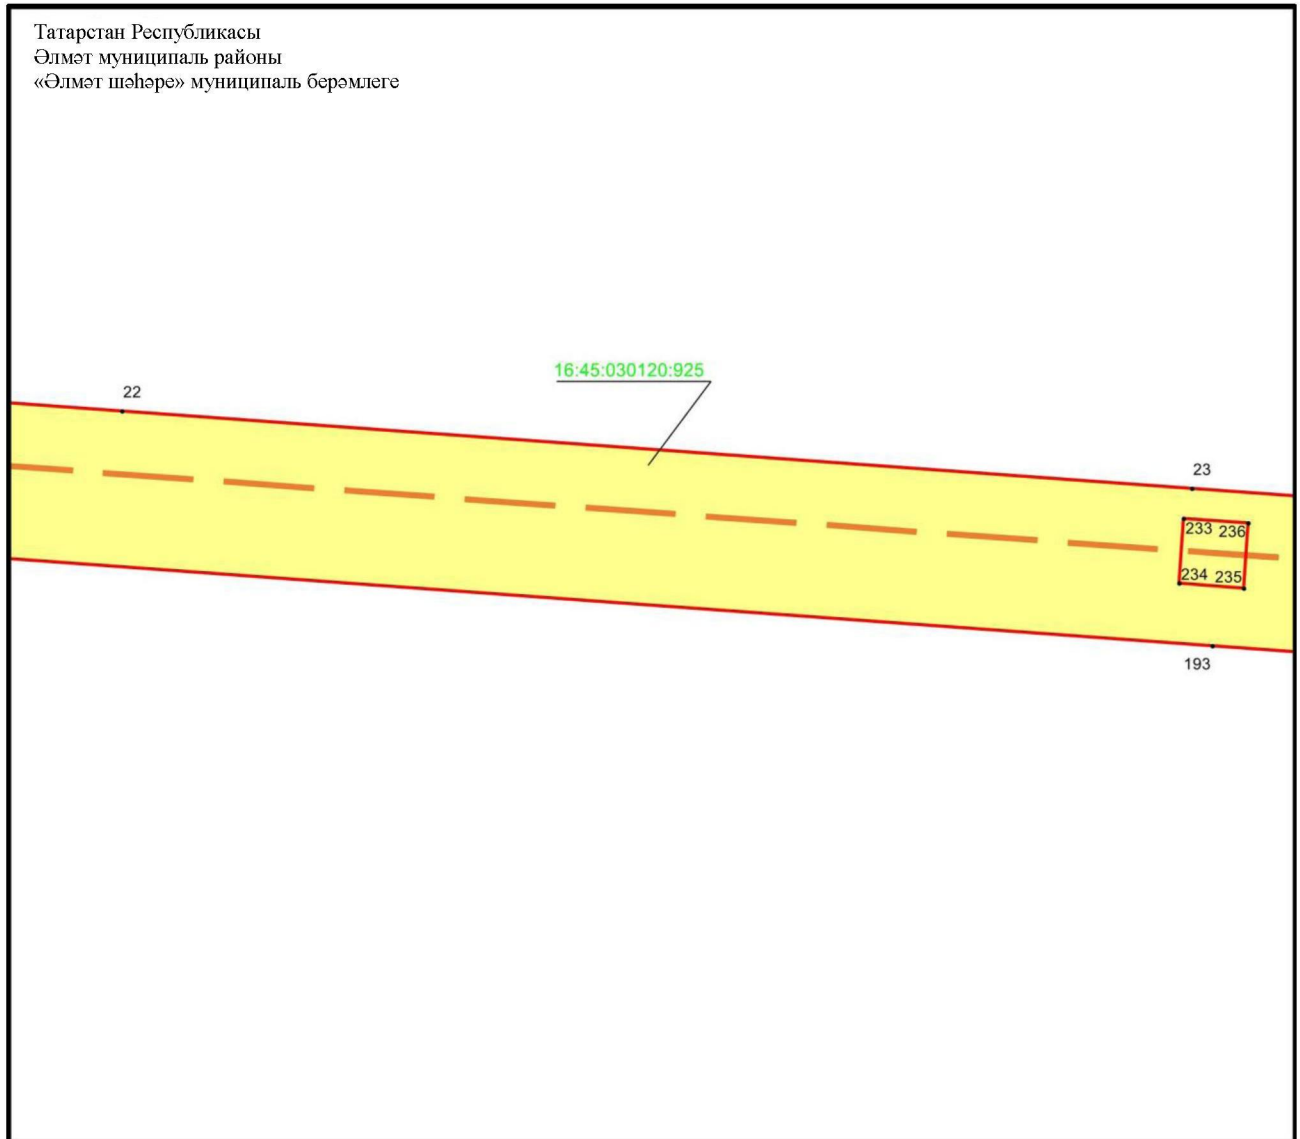 Татарстан Республикасы
Әлмәт муниципаль районы
«Әлмәт шәһәре» муниципаль берәмлеге
16:45:030120:925
22
23
233 236
234 235
193